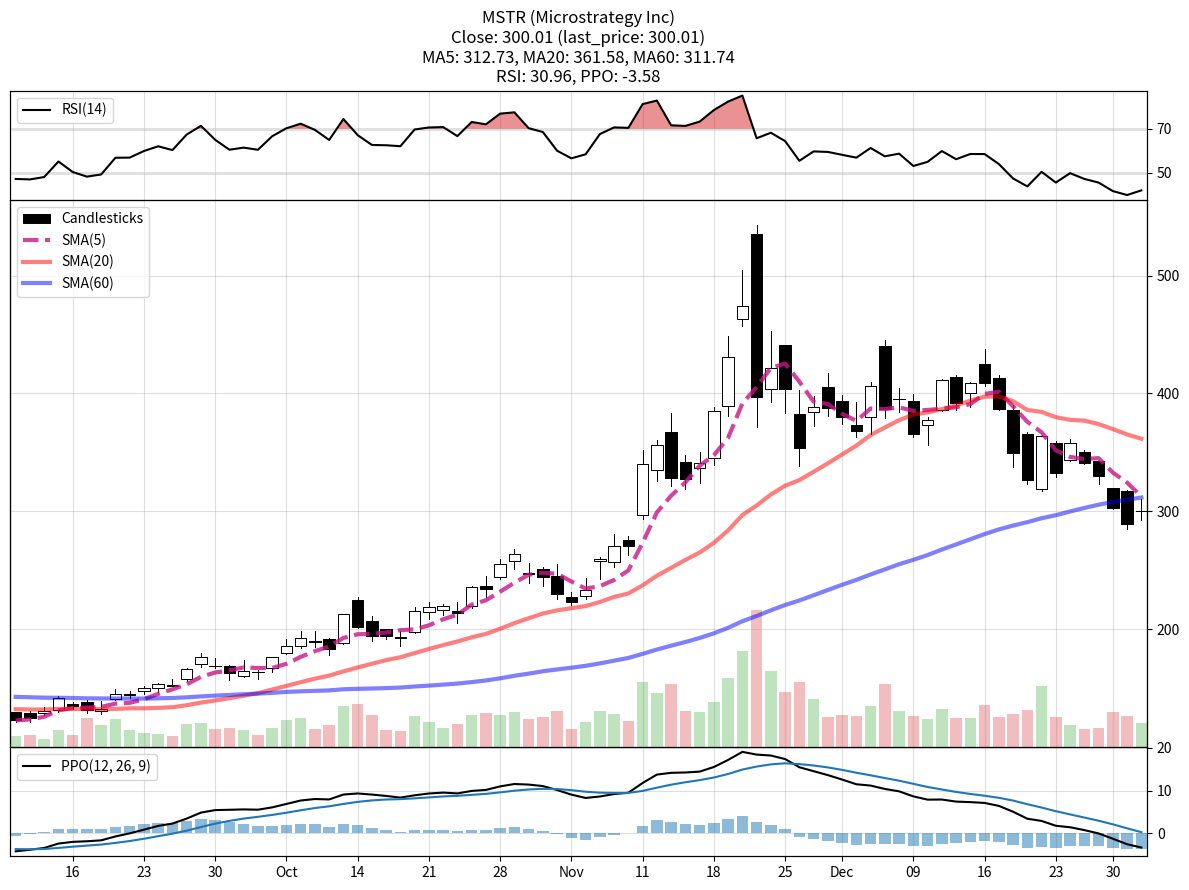 MSTR (Microstrategy Inc)
Close: 300.01 (last_price: 300.01)
MA5: 312.73, MA20: 361.58, MA60: 311.74
RSI: 30.96, PPO: -3.58
RSI(14)
70
50
Candlesticks
SMA(5)
SMA(20)
SMA(60)
500
400
300
200
PPO(12, 26, 9)
20
10
0
16 23 30 Oct 14 21 28 Nov 11 18 25 Dec 09 16 23 30